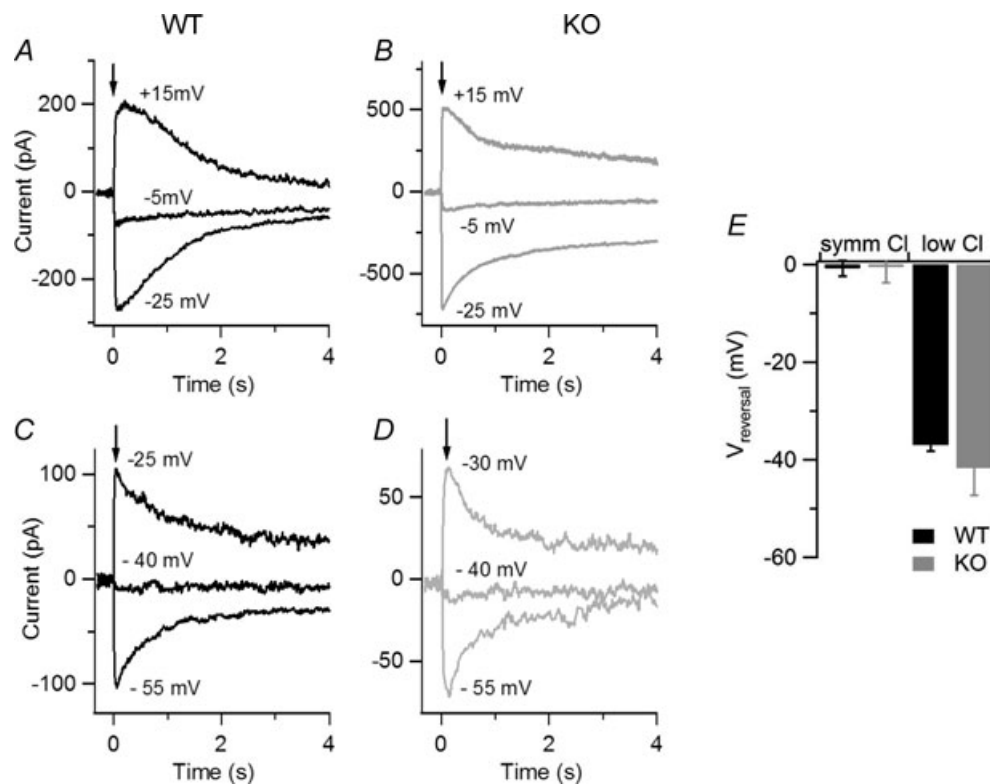 WT
KO
A
+15mV
200
0
-200
-5mV
-25 mV
Current (pA)
0
2
4
Time (s)
B
+15 mV
500
0
-500
-5 mV
-25 mV
0
2
4
Time (s)
C
-25 mV
100
0
-100
- 40 mV
- 55 mV
Current (pA)
0
2
4
Time (s)
D
-30 mV
50
0
-50
- 40 mV
- 55 mV
0
2
4
Time (s)
E
symm Cl
low Cl
0
-20
-40
-60
Vreversal (mV)
WT
KO